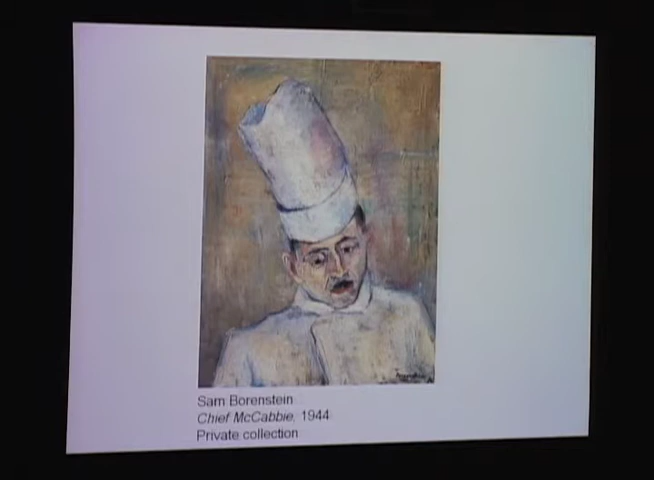 Sam Borenstein
Chief McCabbie, 1944
Private collection